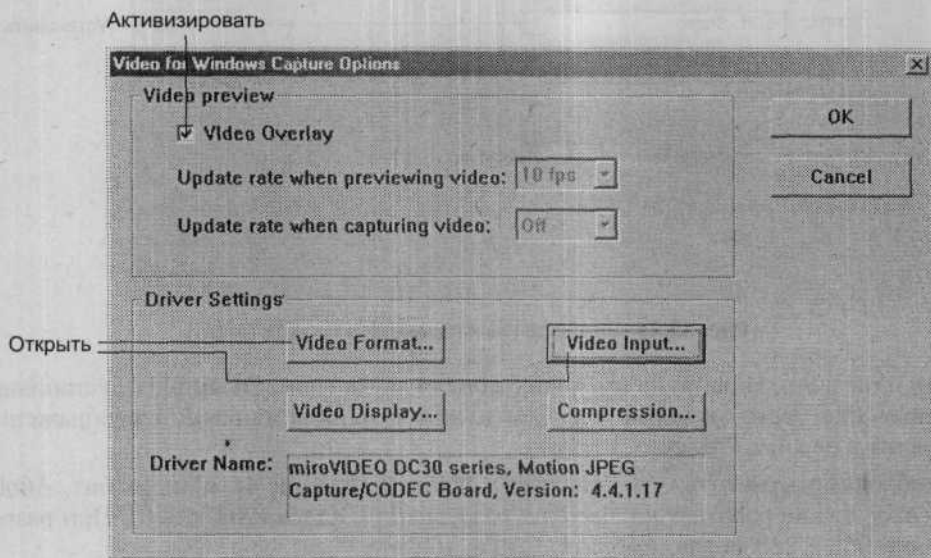 Активизировать
Video for Windows Capture Options
Video preview
Video Overlay
Update rate when previewing video: 10 fps
Update rate when capturing video: Off
OK
Cancel
Driver Settings
Открыть
Video Format...
Video Input...
Video Display...
Compression...
Driver Name: miroVIDEO DC30 series, Motion JPEG
Capture/CODEC Board, Version: 4.4.1.17